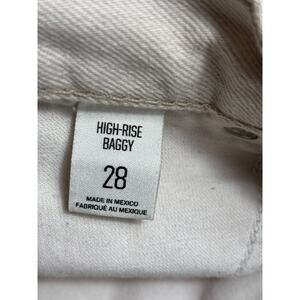 HIGH-RISE
BAGGY
28
MADE IN MEXICO
FABRIQUÉ AU MEXIQUE